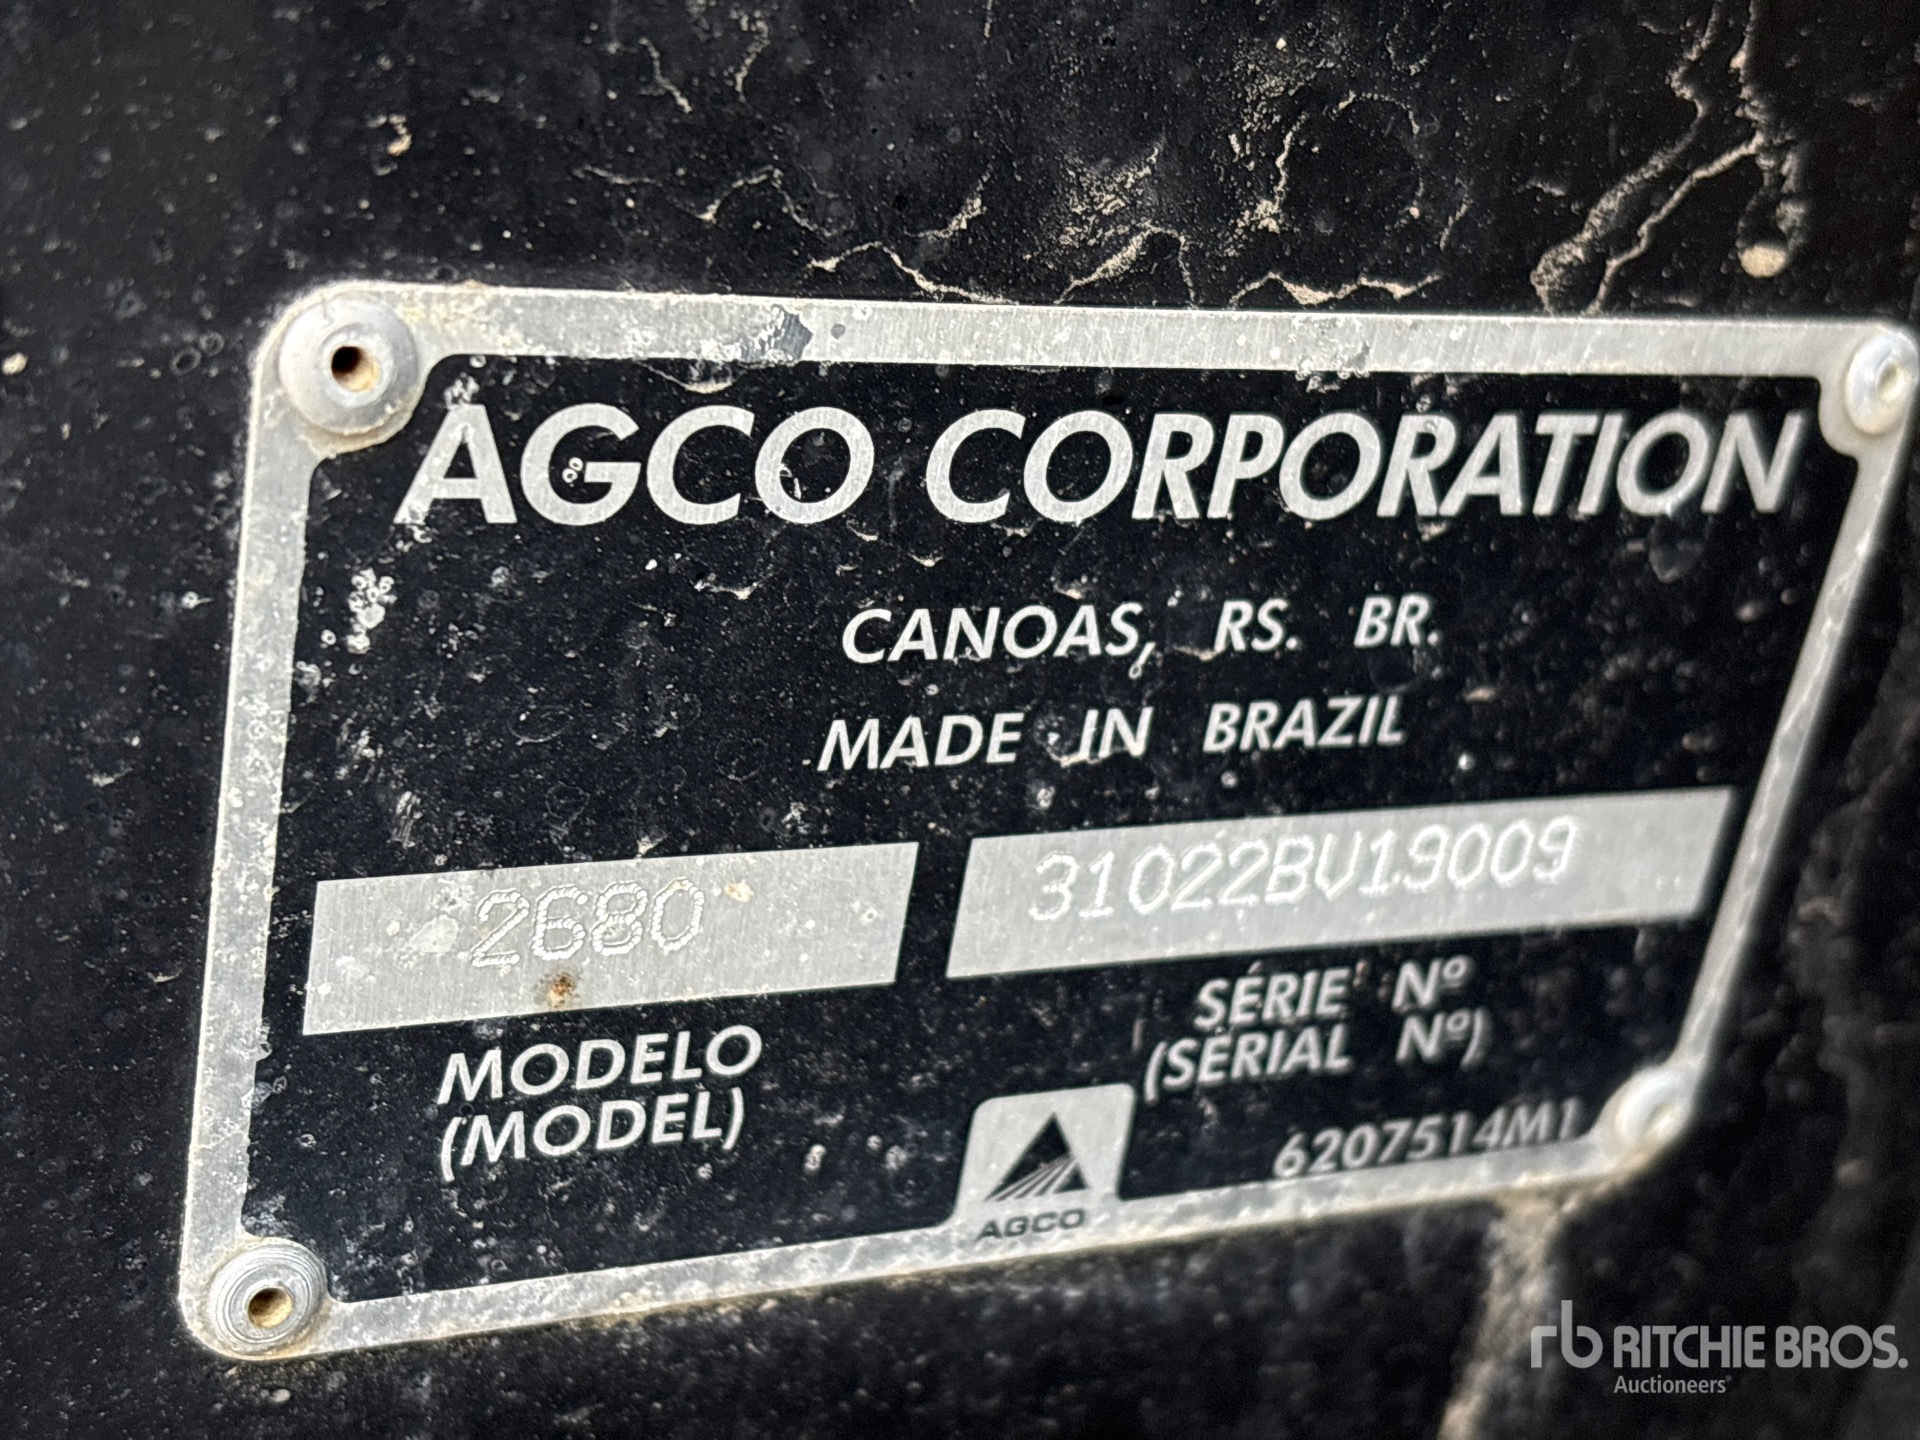 AGCO CORPORATION
CANOAS, RS. BR.
MADE IN BRAZIL
2680
31022BV19009
MODELO
(MODEL)
SÉRIE Nº
(SERIAL Nº)
6207514M1
AGCO
rb RITCHIE BROS.
Auctioneers